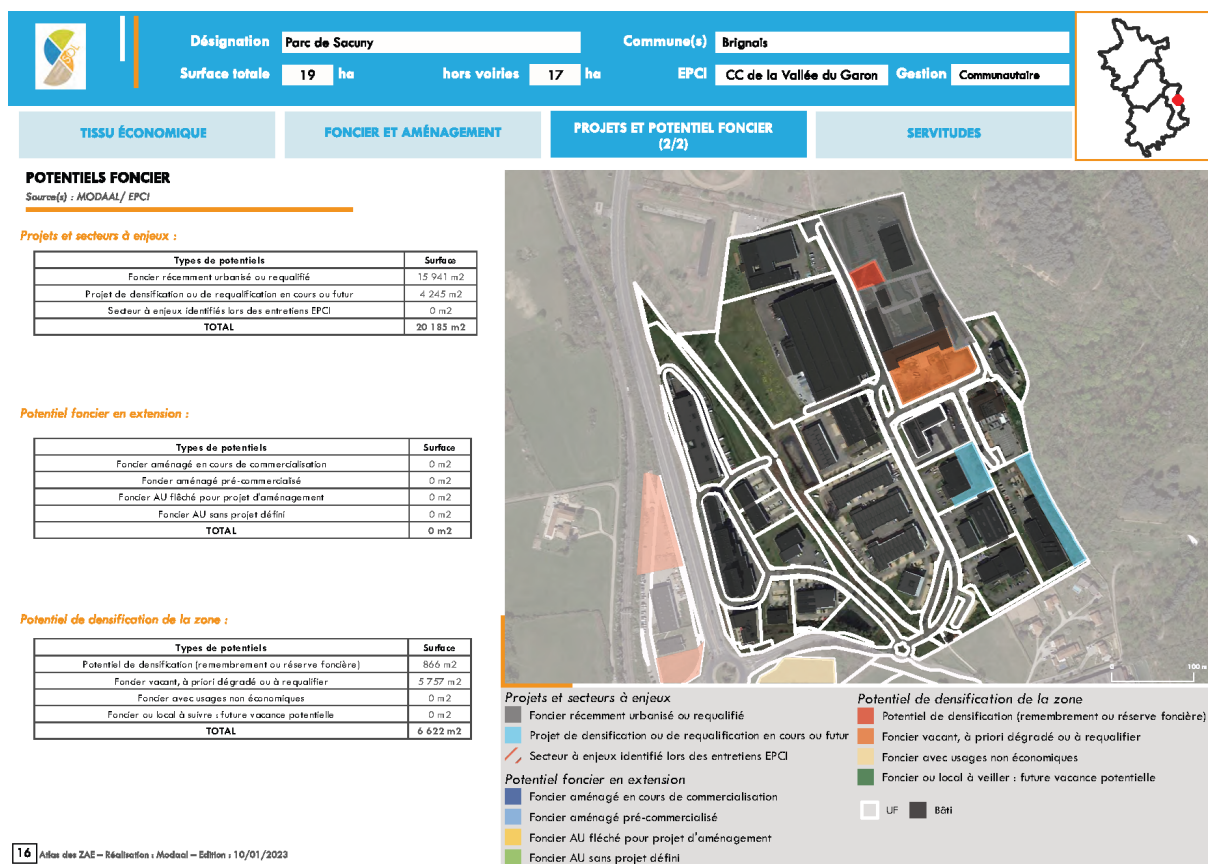 Désignation Parc de Sacuny Commune(s) Brignais
Surface totale 19 ha hors voiries 17 ha EPCI CC de la Vallée du Garon Gestion Communautaire
TISSU ÉCONOMIQUE
FONCIER ET AMÉNAGEMENT
PROJETS ET POTENTIEL FONCIER
(2/2)
SERVITUDES
POTENTIELS FONCIER
Source(s) : MODAAL/ EPCI
Projets et secteurs à enjeux :
Types de potentiels Surface
Foncier récemment urbanisé ou requalifié 15 941 m2
Projet de densification ou de requalification en cours ou futur 4 245 m2
Secteur à enjeux identifiés lors des entretiens EPCI 0 m2
TOTAL 20 185 m2
Potentiel foncier en extension :
Types de potentiels Surface
Foncier aménagé en cours de commercialisation 0 m2
Foncier aménagé pré-commercialisé 0 m2
Foncier AU flêché pour projet d'aménagement 0 m2
Foncier AU sans projet défini 0 m2
TOTAL 0 m2
Potentiel de densification de la zone :
Types de potentiels Surface
Potentiel de densification (remembrement ou réserve foncière) 866 m2
Fonder vacant, à priori dégradé ou à requalifier 5 757 m2
Foncier avec usages non économiques 0 m2
Foncier ou local à suivre : future vacance potentielle 0 m2
TOTAL 6 622 m2
0 100 m
Projets et secteurs à enjeux
Foncier récemment urbanisé ou requalifié
Projet de densification ou de requalification en cours ou futur
Secteur à enjeux identifié lors des entretiens EPCI
Potentiel foncier en extension
Foncier aménagé en cours de commercialisation
Foncier aménagé pré-commercialisé
Foncier AU fléché pour projet d'aménagement
Foncier AU sans projet défini
Potentiel de densification de la zone
Potentiel de densification (remembrement ou réserve foncière)
Foncier vacant, à priori dégradé ou à requalifier
Foncier avec usages non économiques
Foncier ou local à veiller : future vacance potentielle
UF Bâti
16 Atlas des ZAE – Réalisation : Modaal – Edition : 10/01/2023